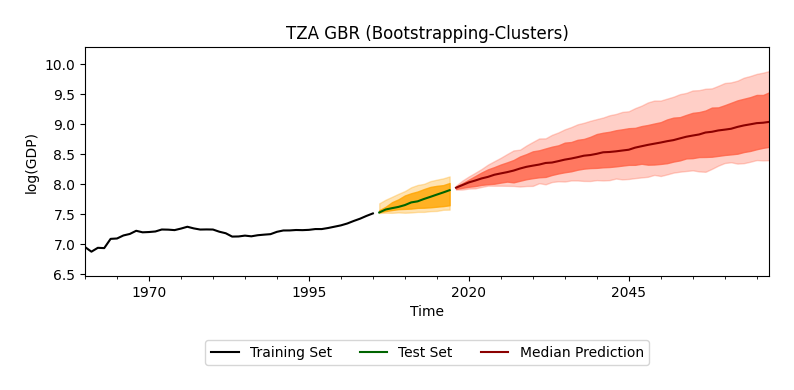 TZA GBR (Bootstrapping-Clusters)
10.0
9.5
9.0
8.5
8.0
7.5
7.0
6.5
log(GDP)
1970 1995 2020 2045
Time
Training Set Test Set Median Prediction